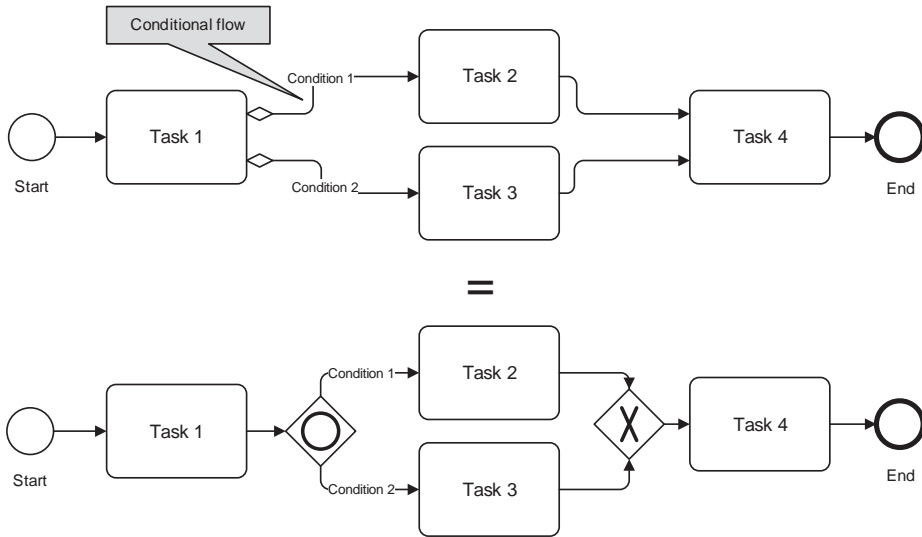 Conditional flow
Condition 1
Task 2
Task 1
Task 4
Start
Condition 2
Task 3
End
=
Condition 1
Task 2
Task 1
X
Task 4
Start
Condition 2
Task 3
End